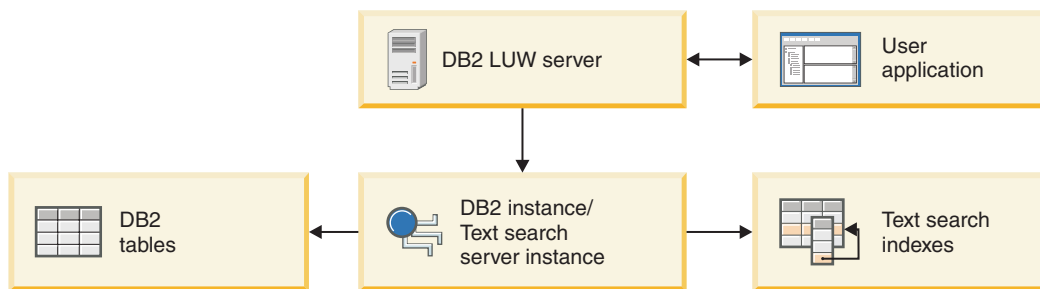 DB2 LUW server
User
application
DB2
tables
DB2 instance/
Text search
server instance
Text search
indexes